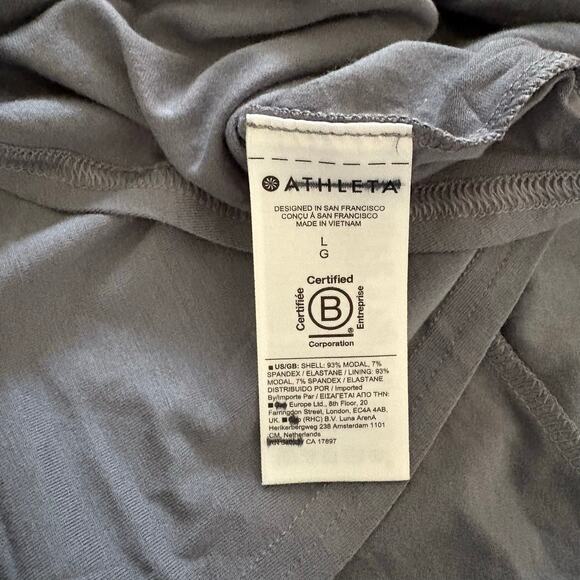 ATHLETA
DESIGNED IN SAN FRANCISCO
CONÇU À SAN FRANCISCO
MADE IN VIETNAM
L
G
Certified
Certifiée
B
Entreprise
Corporation
US/GB: SHELL: 93% MODAL, 7%
SPANDEX / ELASTANE / LINING: 93%
MODAL, 7% SPANDEX / ELASTANE
DISTRIBUIDO POR / Imported
By/Importe Par / ΕΙΣΑΓΕΤΑΙ ΑΠΟ ΤΗΝ:
Europe Ltd., 8th Floor, 20
Farringdon Street, London, EC4A 4AB,
UK. (RHC) B.V. Luna ArenA
Herikerbergweg 238 Amsterdam 1101
CM, Netherlands
CA 17897